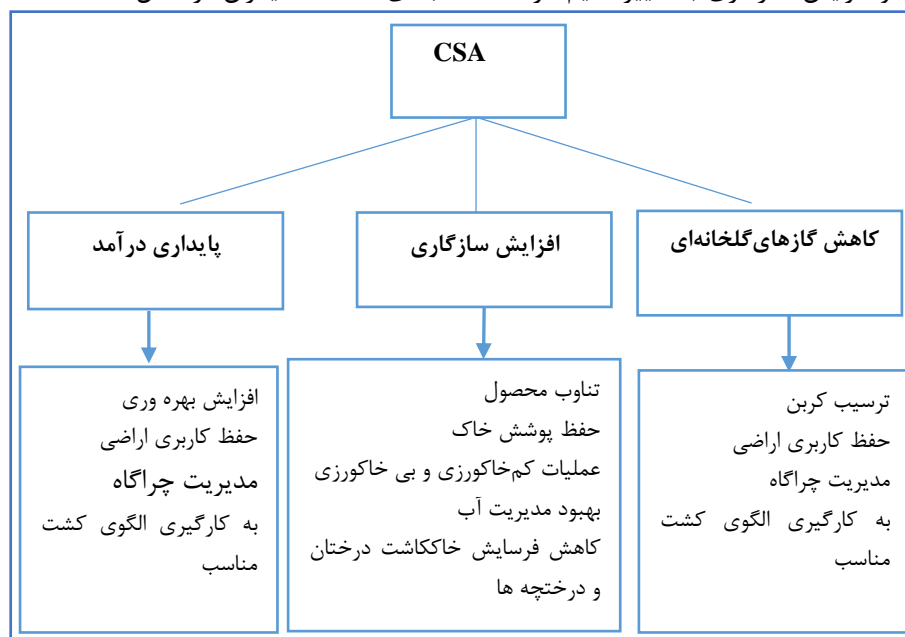 CSA
کاهش گازهای‌گلخانه‌ای
افزایش سازگاری
پایداری درآمد
ترسیب کربن
حفظ کاربری اراضی
مدیریت چراگاه
به کارگیری الگوی کشت
مناسب
تناوب محصول
حفظ پوشش خاک
عملیات کم‌خاکورزی و بی خاکورزی
بهبود مدیریت آب
کاهش فرسایش خاککاشت درختان
و درختچه ها
افزایش بهره وری
حفظ کاربری اراضی
مدیریت چراگاه
به کارگیری الگوی کشت
مناسب